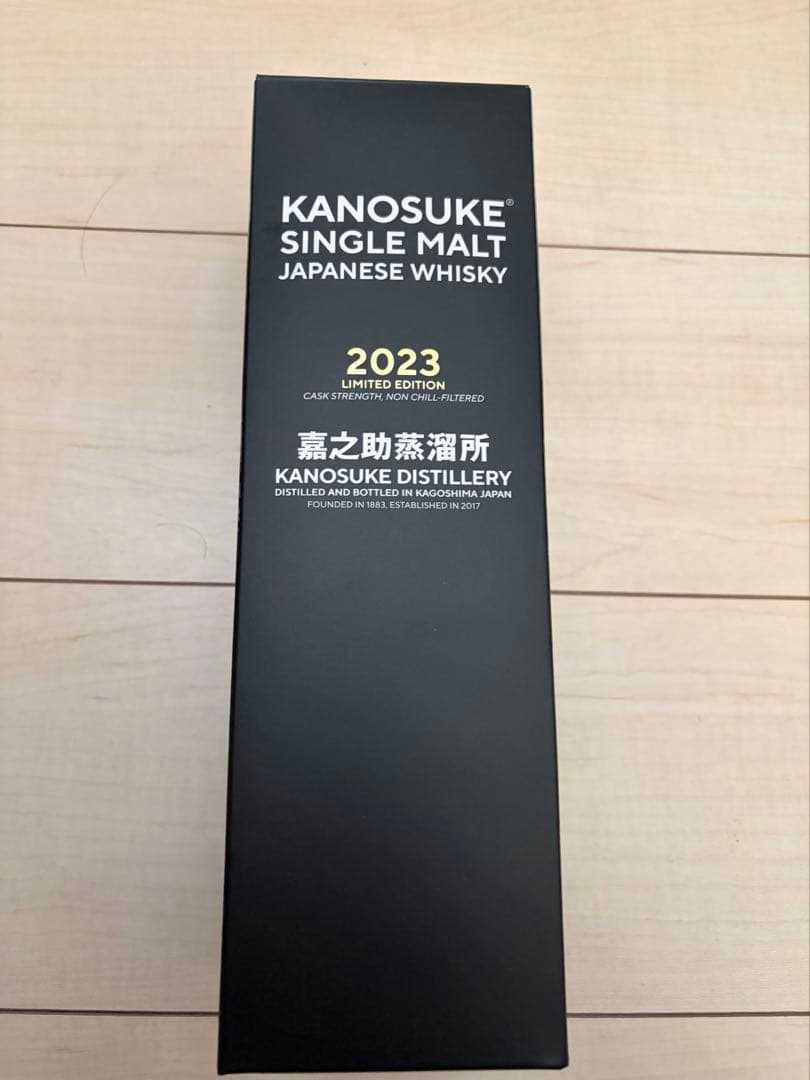 KANOSUKE®
SINGLE MALT
JAPANESE WHISKY
2023
LIMITED EDITION
CASK STRENGTH, NON CHILL-FILTERED
嘉之助蒸溜所
KANOSUKE DISTILLERY
DISTILLED AND BOTTLED IN KAGOSHIMA JAPAN
FOUNDED IN 1883, ESTABLISHED IN 2017